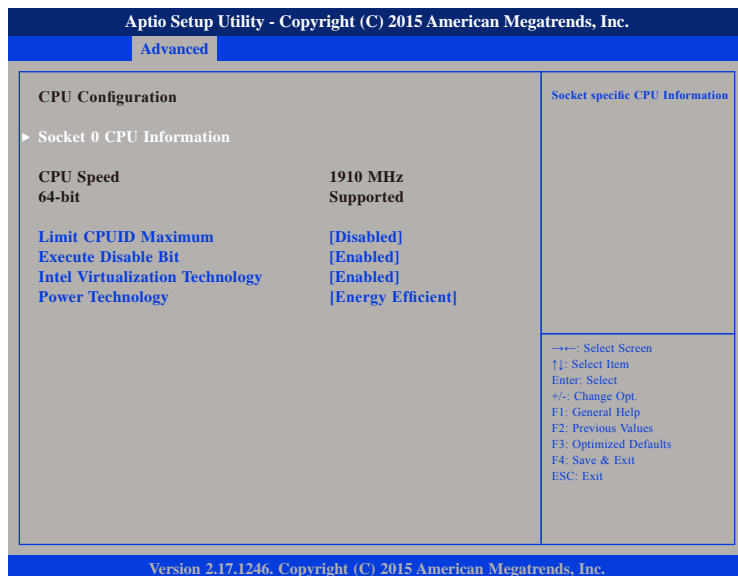 Aptio Setup Utility - Copyright (C) 2015 American Megatrends, Inc.
Advanced
CPU Configuration
▶ Socket 0 CPU Information
CPU Speed 1910 MHz
64-bit Supported
Limit CPUID Maximum [Disabled]
Execute Disable Bit [Enabled]
Intel Virtualization Technology [Enabled]
Power Technology [Energy Efficient]
Socket specific CPU Information
→←: Select Screen
↑↓: Select Item
Enter: Select
+/-: Change Opt.
F1: General Help
F2: Previous Values
F3: Optimized Defaults
F4: Save & Exit
ESC: Exit
Version 2.17.1246. Copyright (C) 2015 American Megatrends, Inc.